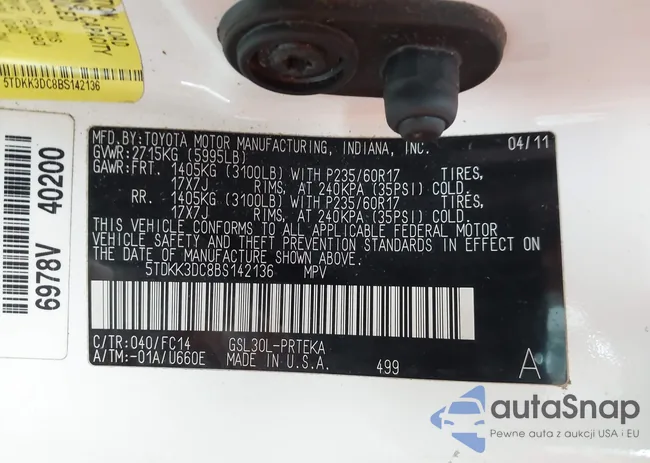 5TDKK3DC8BS142136
6978V 40200
MFD.BY:TOYOTA MOTOR MANUFACTURING, INDIANA, INC. 04/11
GVWR:2715KG (5995LB)
GAWR:FRT. 1405KG (3100LB) WITH P235/60R17 TIRES,
17X7J RIMS, AT 240KPA (35PSI) COLD.
RR. 1405KG (3100LB) WITH P235/60R17 TIRES,
17X7J RIMS, AT 240KPA (35PSI) COLD.
THIS VEHICLE CONFORMS TO ALL APPLICABLE FEDERAL MOTOR
VEHICLE SAFETY AND THEFT PREVENTION STANDARDS IN EFFECT ON
THE DATE OF MANUFACTURE SHOWN ABOVE.
5TDKK3DC8BS142136 MPV
C/TR:040/FC14 GSL30L-PRTEKA
A/TM:-01A/U660E MADE IN U.S.A. 499 A
autaSnap
Pewne auta z aukcji USA i EU